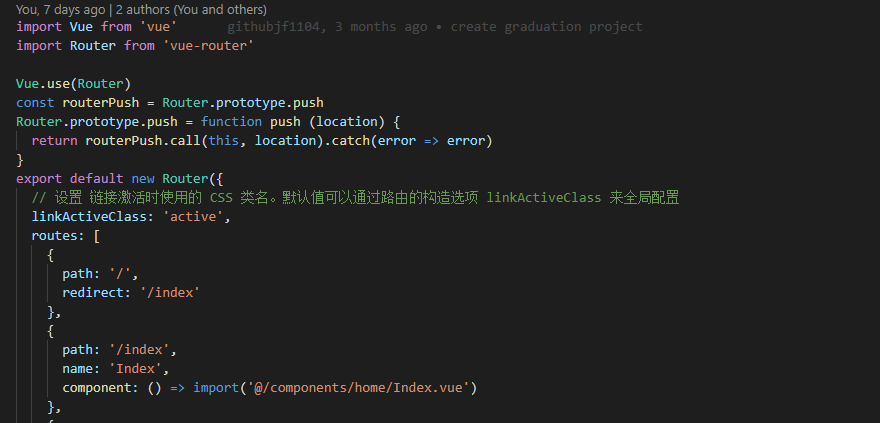 You, 7 days ago | 2 authors (You and others)
import Vue from 'vue' githubjf1104, 3 months ago • create graduation project
import Router from 'vue-router'
Vue.use(Router)
const routerPush = Router.prototype.push
Router.prototype.push = function push (location) {
return routerPush.call(this, location).catch(error => error)
}
export default new Router({
// 设置 链接激活时使用的 CSS 类名。默认值可以通过路由的构造选项 linkActiveClass 来全局配置
linkActiveClass: 'active',
routes: [
{
path: '/',
redirect: '/index'
},
{
path: '/index',
name: 'Index',
component: () => import('@/components/home/Index.vue')
},
{